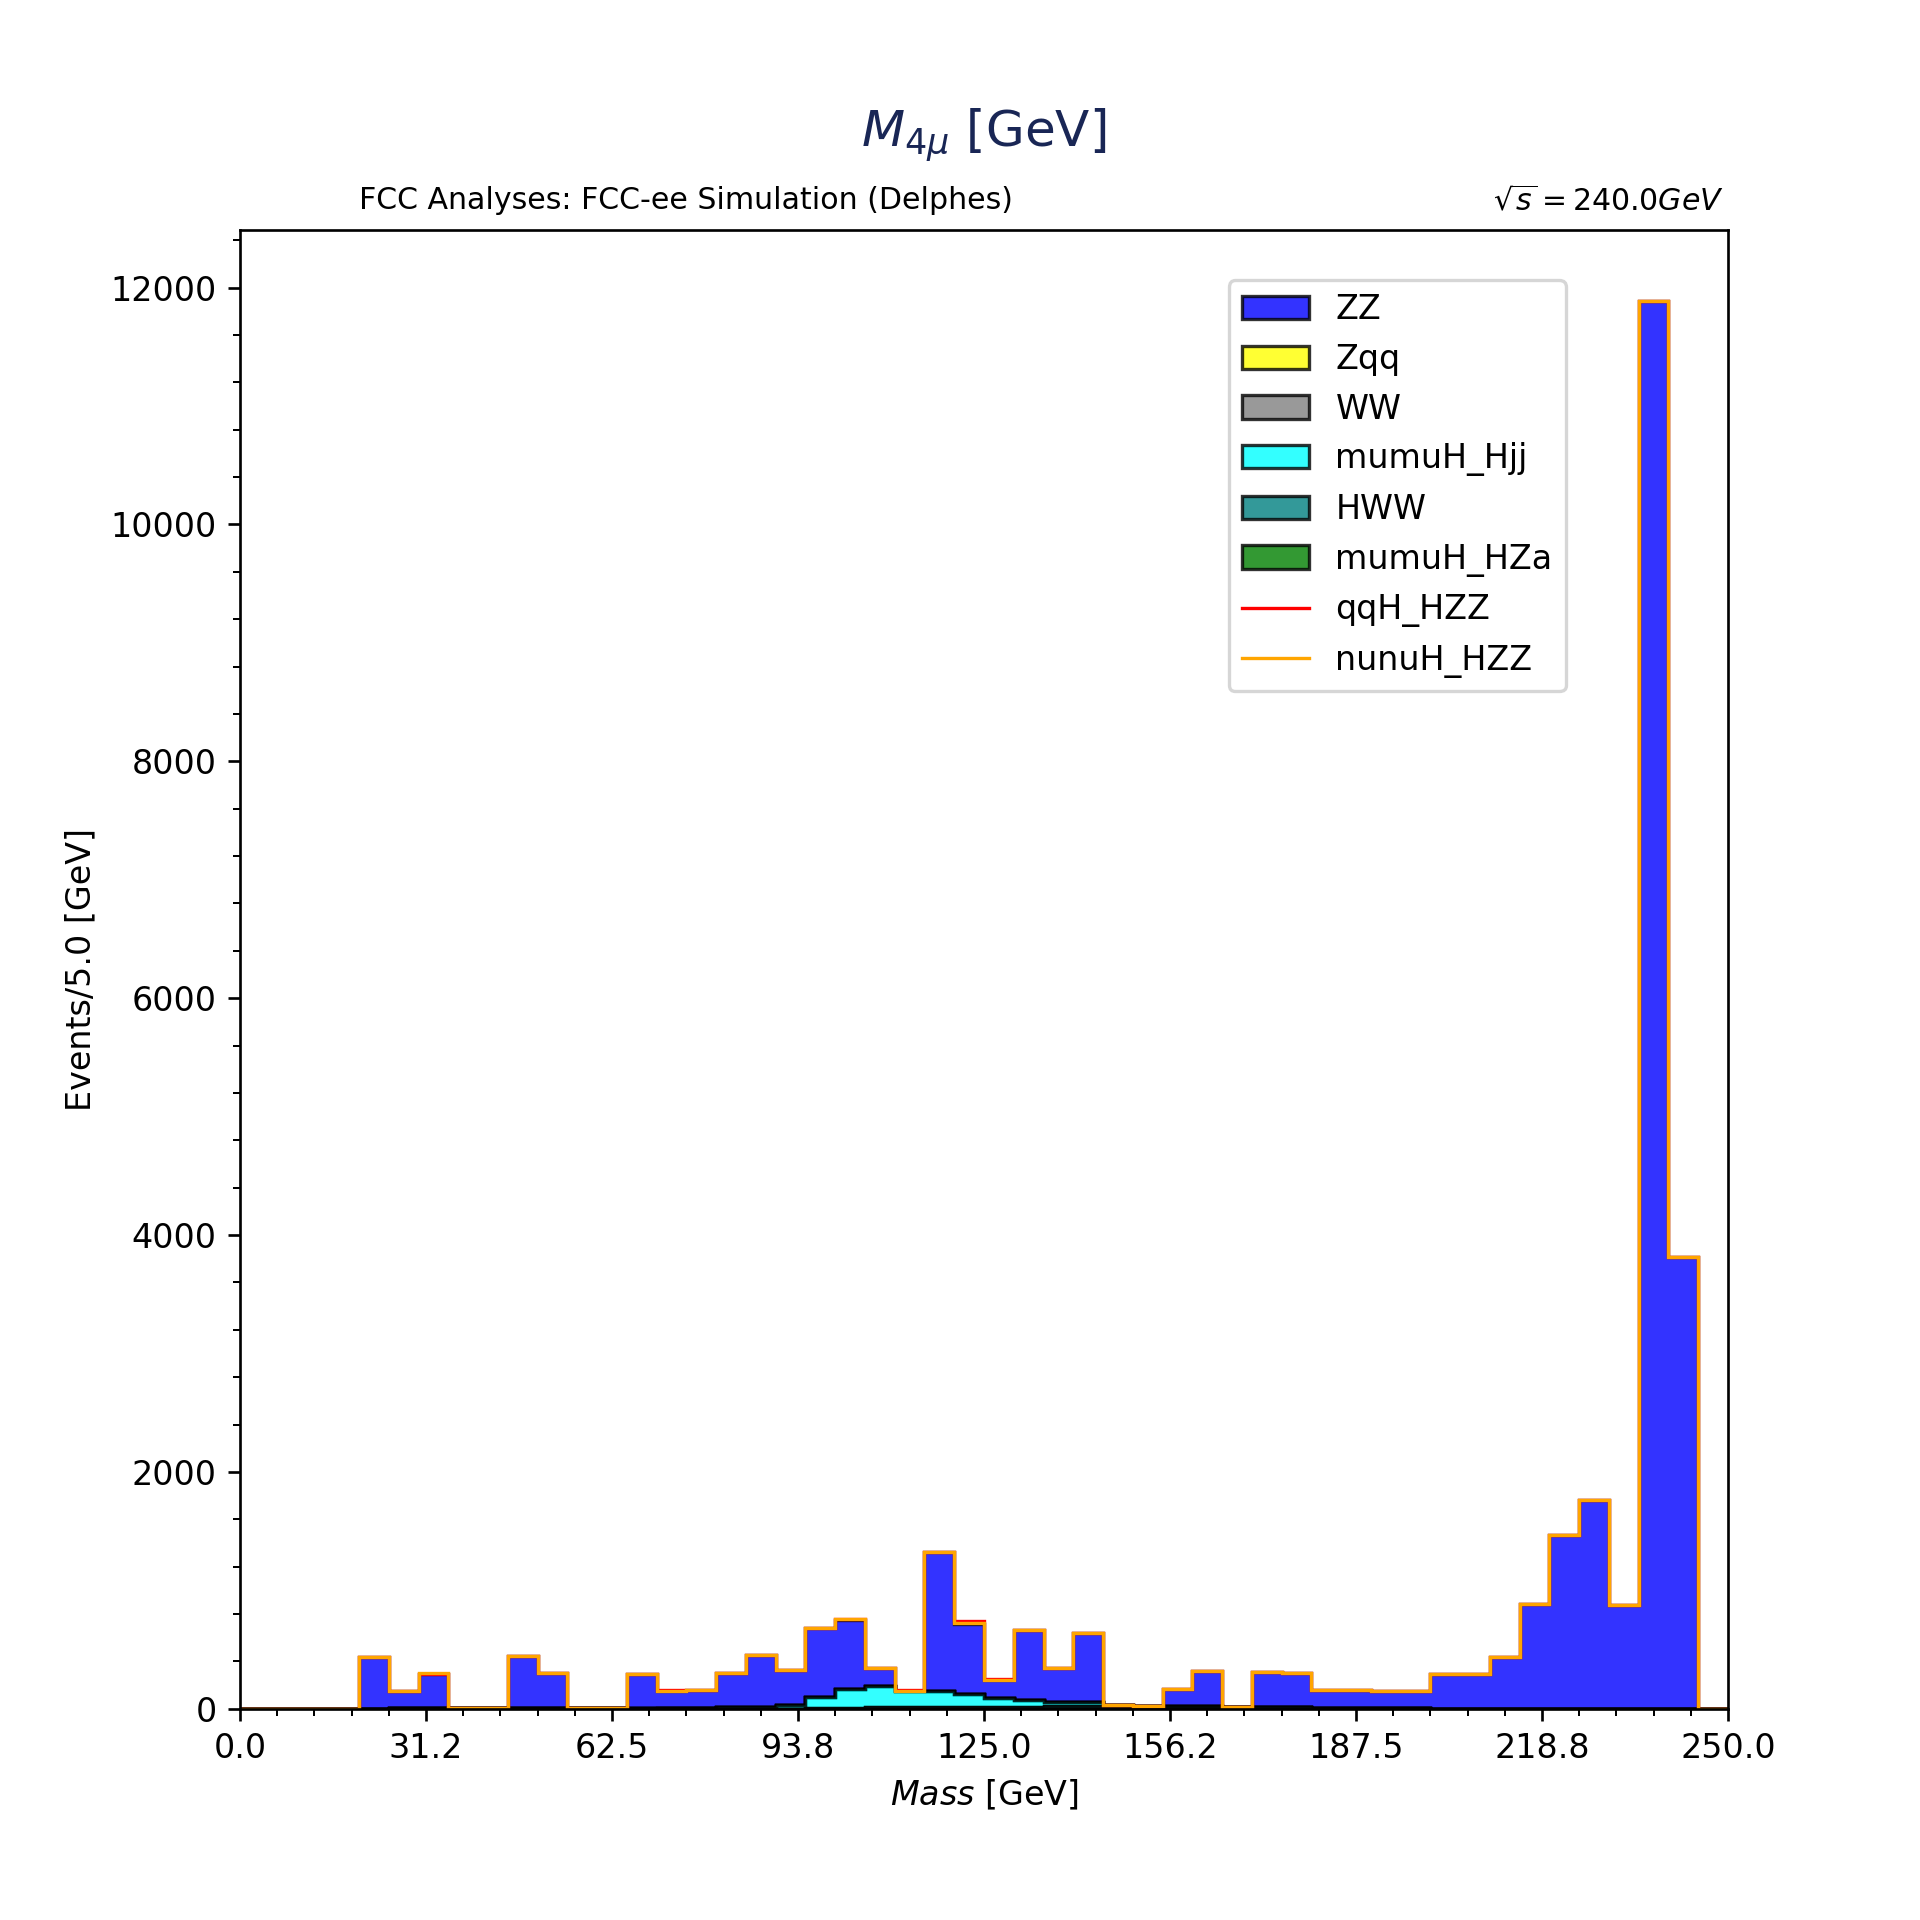 M4μ [GeV]
FCC Analyses: FCC-ee Simulation (Delphes)
√s = 240.0GeV
ZZ
Zqq
WW
mumuH_Hjj
HWW
mumuH_HZa
qqH_HZZ
nunuH_HZZ
Events/5.0 [GeV]
12000
10000
8000
6000
4000
2000
0
0.0 31.2 62.5 93.8 125.0 156.2 187.5 218.8 250.0
Mass [GeV]